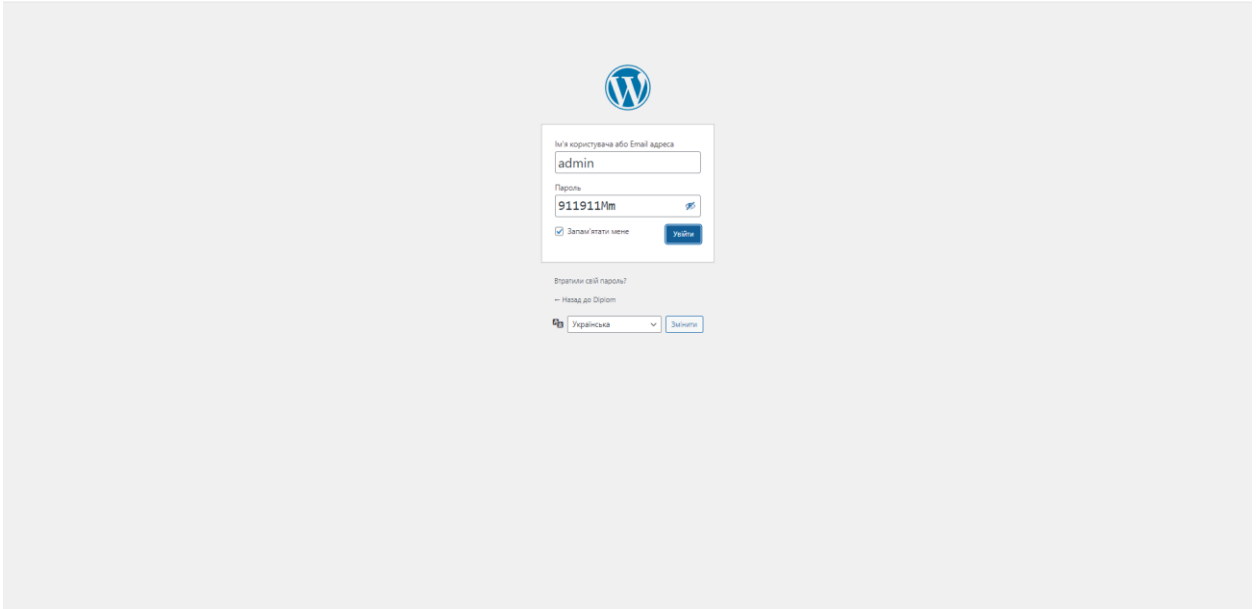 Ім'я користувача або Email адреса
admin
Пароль
911911Mm
Запам'ятати мене
Увійти
Втратили свій пароль?
← Назад до Diplom
Українська
Змінити